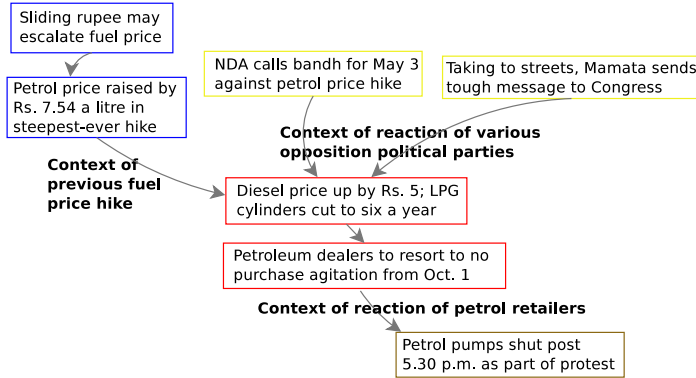 Sliding rupee may
escalate fuel price
NDA calls bandh for May 3
against petrol price hike
Taking to streets, Mamata sends
tough message to Congress
Petrol price raised by
Rs. 7.54 a litre in
steepest-ever hike
Context of reaction of various
opposition political parties
Context of
previous fuel
price hike
Diesel price up by Rs. 5; LPG
cylinders cut to six a year
Petroleum dealers to resort to no
purchase agitation from Oct. 1
Context of reaction of petrol retailers
Petrol pumps shut post
5.30 p.m. as part of protest